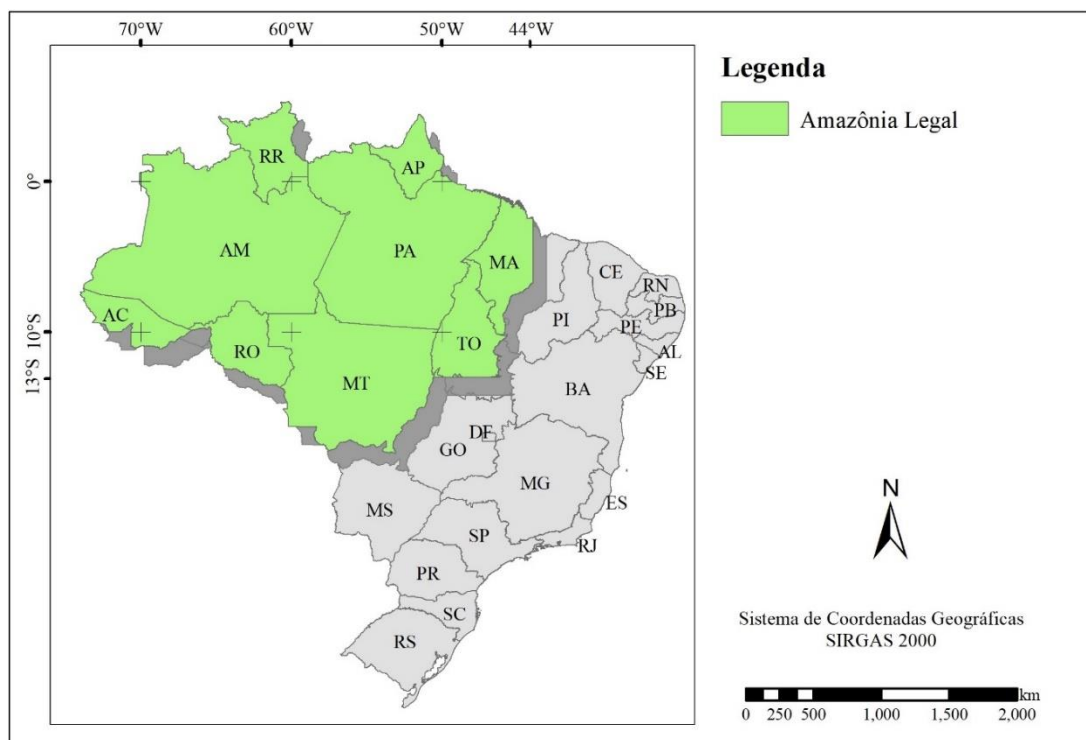 70°W 60°W 50°W 44°W
0°
10°S
13°S
RR
AP
AM
PA
MA
CE
RN
PB
PI
PE
AC
TO
AL
RO
SE
MT
BA
DF
GO
MG
ES
MS
SP
RJ
PR
SC
RS
Legenda
Amazônia Legal
N
Sistema de Coordenadas Geográficas
SIRGAS 2000
km
0 250 500 1,000 1,500 2,000